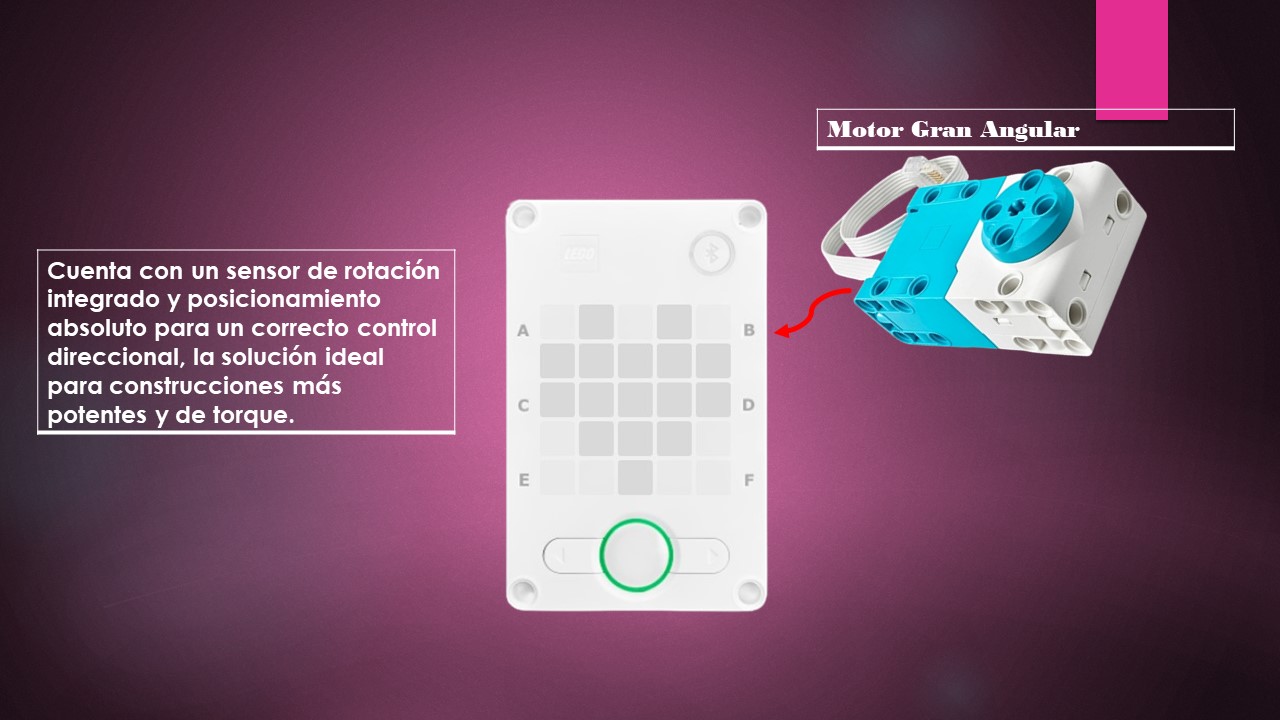 Motor Gran Angular
Cuenta con un sensor de rotación
integrado y posicionamiento
absoluto para un correcto control
direccional, la solución ideal
para construcciones más
potentes y de torque.
LEGO
A
B
C
D
E
F